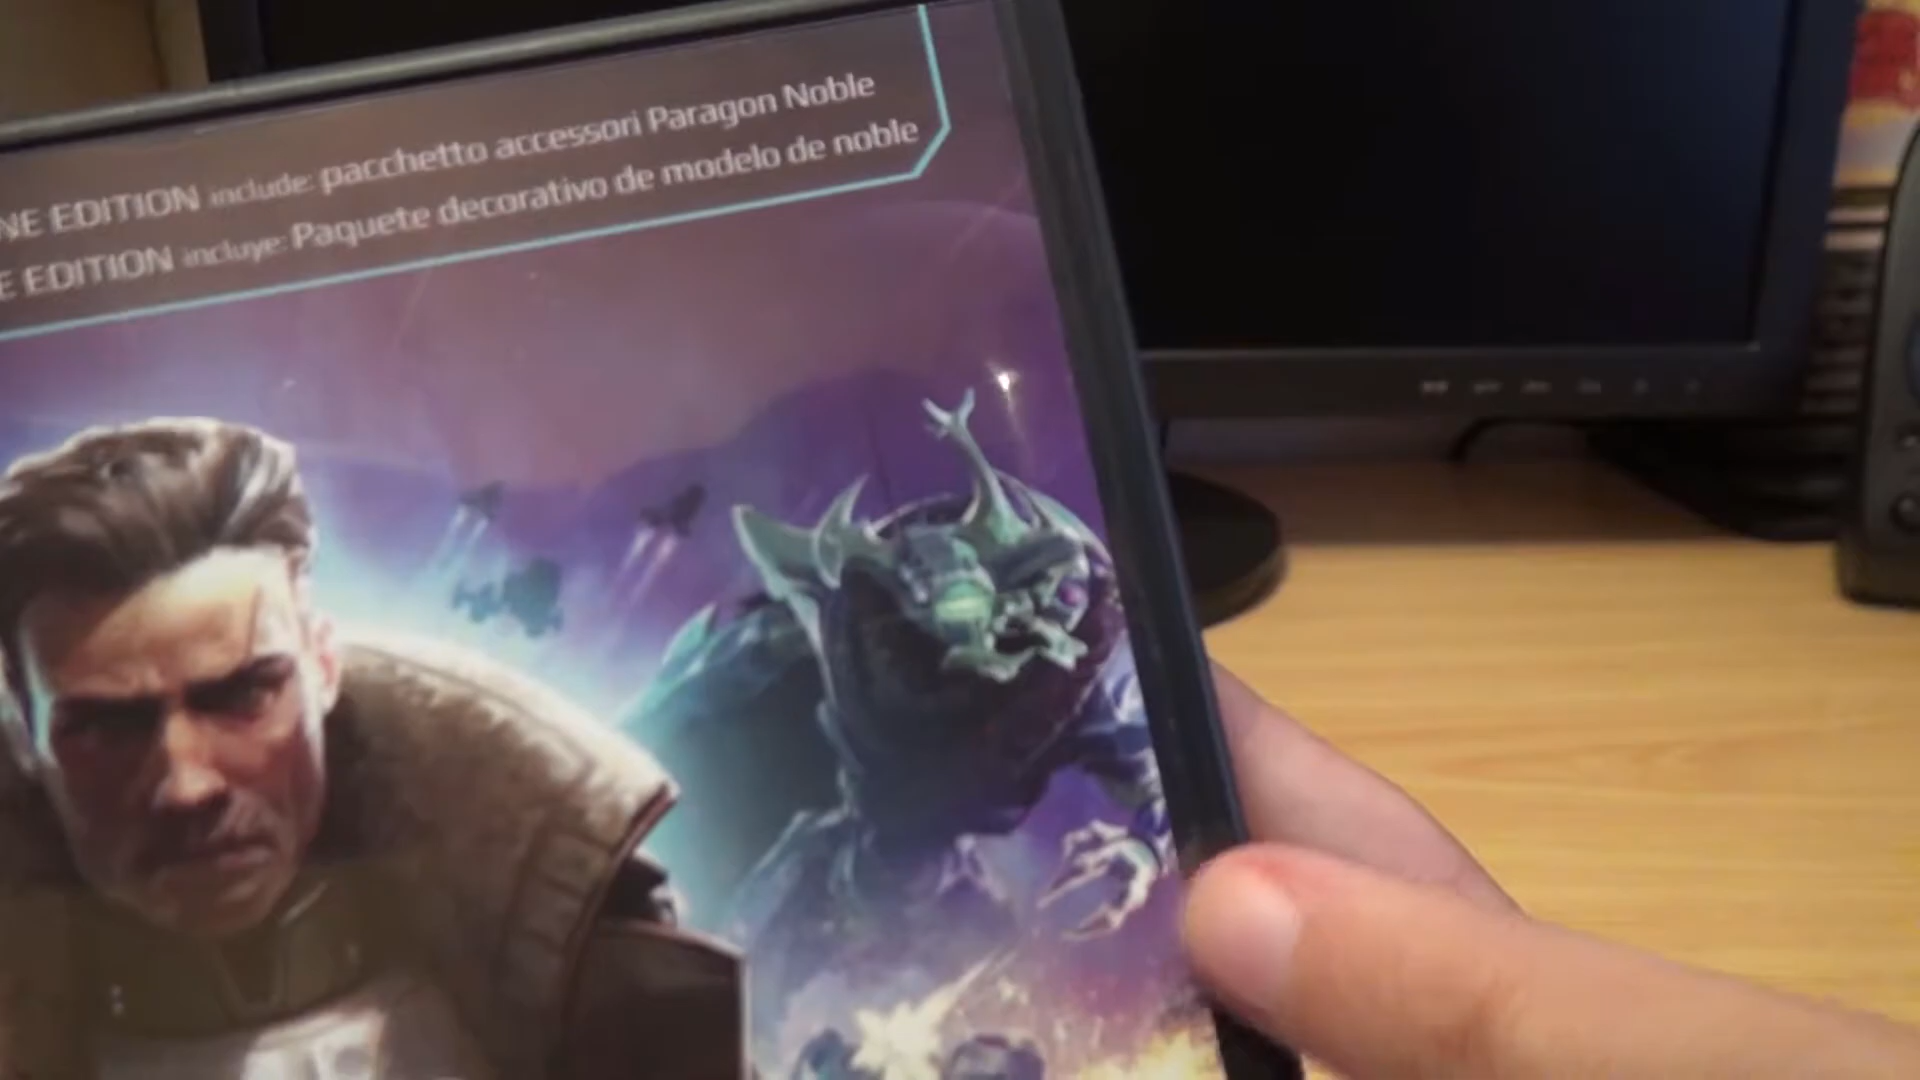 NE EDITION include: pacchetto accessori Paragon Noble
E EDITION incluye: Paquete decorativo de modelo de noble